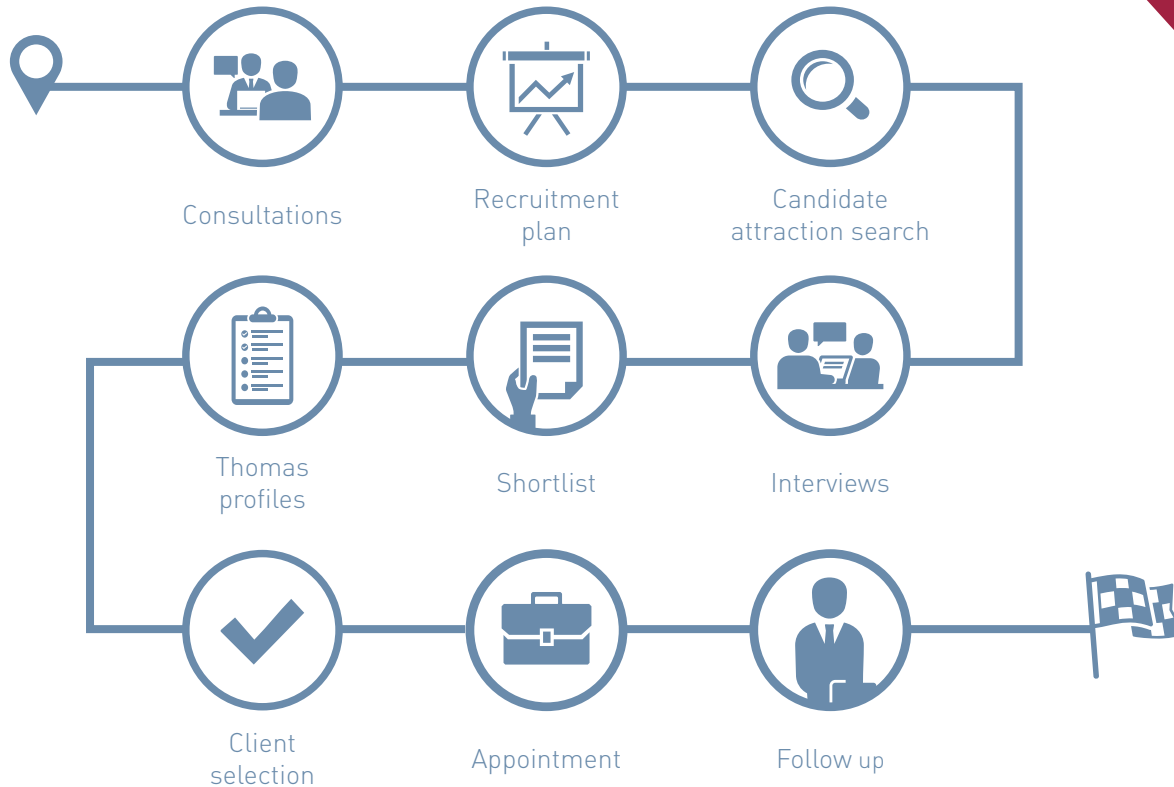 Consultations
Recruitment
plan
Candidate
attraction search
Thomas
profiles
Shortlist
Interviews
Client
selection
Appointment
Follow up